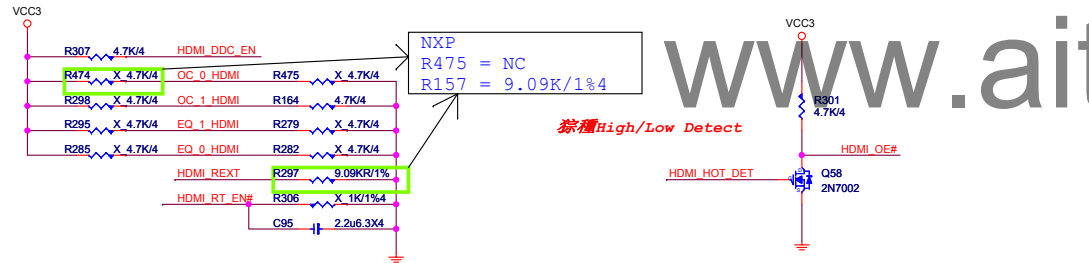 VCC3
R307 4.7K/4 HDMI_DDC_EN
R474 X_4.7K/4 OC_0_HDMI R475 X_4.7K/4
R298 X_4.7K/4 OC_1_HDMI R164 4.7K/4
R295 X_4.7K/4 EQ_1_HDMI R279 X_4.7K/4
R285 X_4.7K/4 EQ_0_HDMI R282 X_4.7K/4
HDMI_REXT R297 9.09KR/1%
HDMI_RT_EN# R306 X_1K/1%4
C95 2.2u6.3X4
NXP
R475 = NC
R157 = 9.09K/1%4
High/Low Detect
www.ait
VCC3
R301
4.7K/4
HDMI_OE#
HDMI_HOT_DET
Q58
2N7002